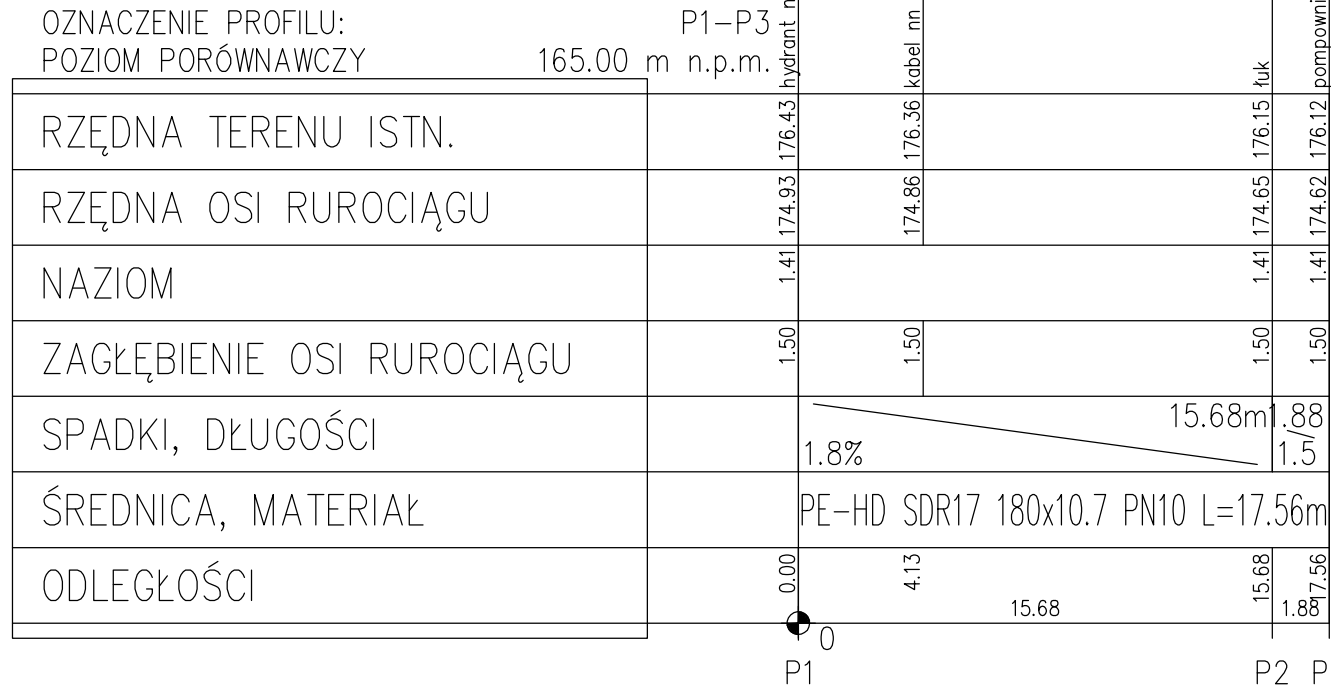 OZNACZENIE PROFILU: P1-P3
POZIOM PORÓWNAWCZY 165.00 m n.p.m.
hydrant n
kabel nn
łuk
pompowni
RZĘDNA TERENU ISTN. 176.43 176.36 176.15 176.12
RZĘDNA OSI RUROCIĄGU 174.93 174.86 174.65 174.62
NAZIOM 1.41 1.41 1.41
ZAGŁĘBIENIE OSI RUROCIĄGU 1.50 1.50 1.50 1.50
SPADKI, DŁUGOŚCI 15.68m 1.88
1.8% 1.5
ŚREDNICA, MATERIAŁ PE-HD SDR17 180x10.7 PN10 L=17.56m
ODLEGŁOŚCI 0.00 4.13 15.68 17.56
15.68 1.88
0
P1 P2 P